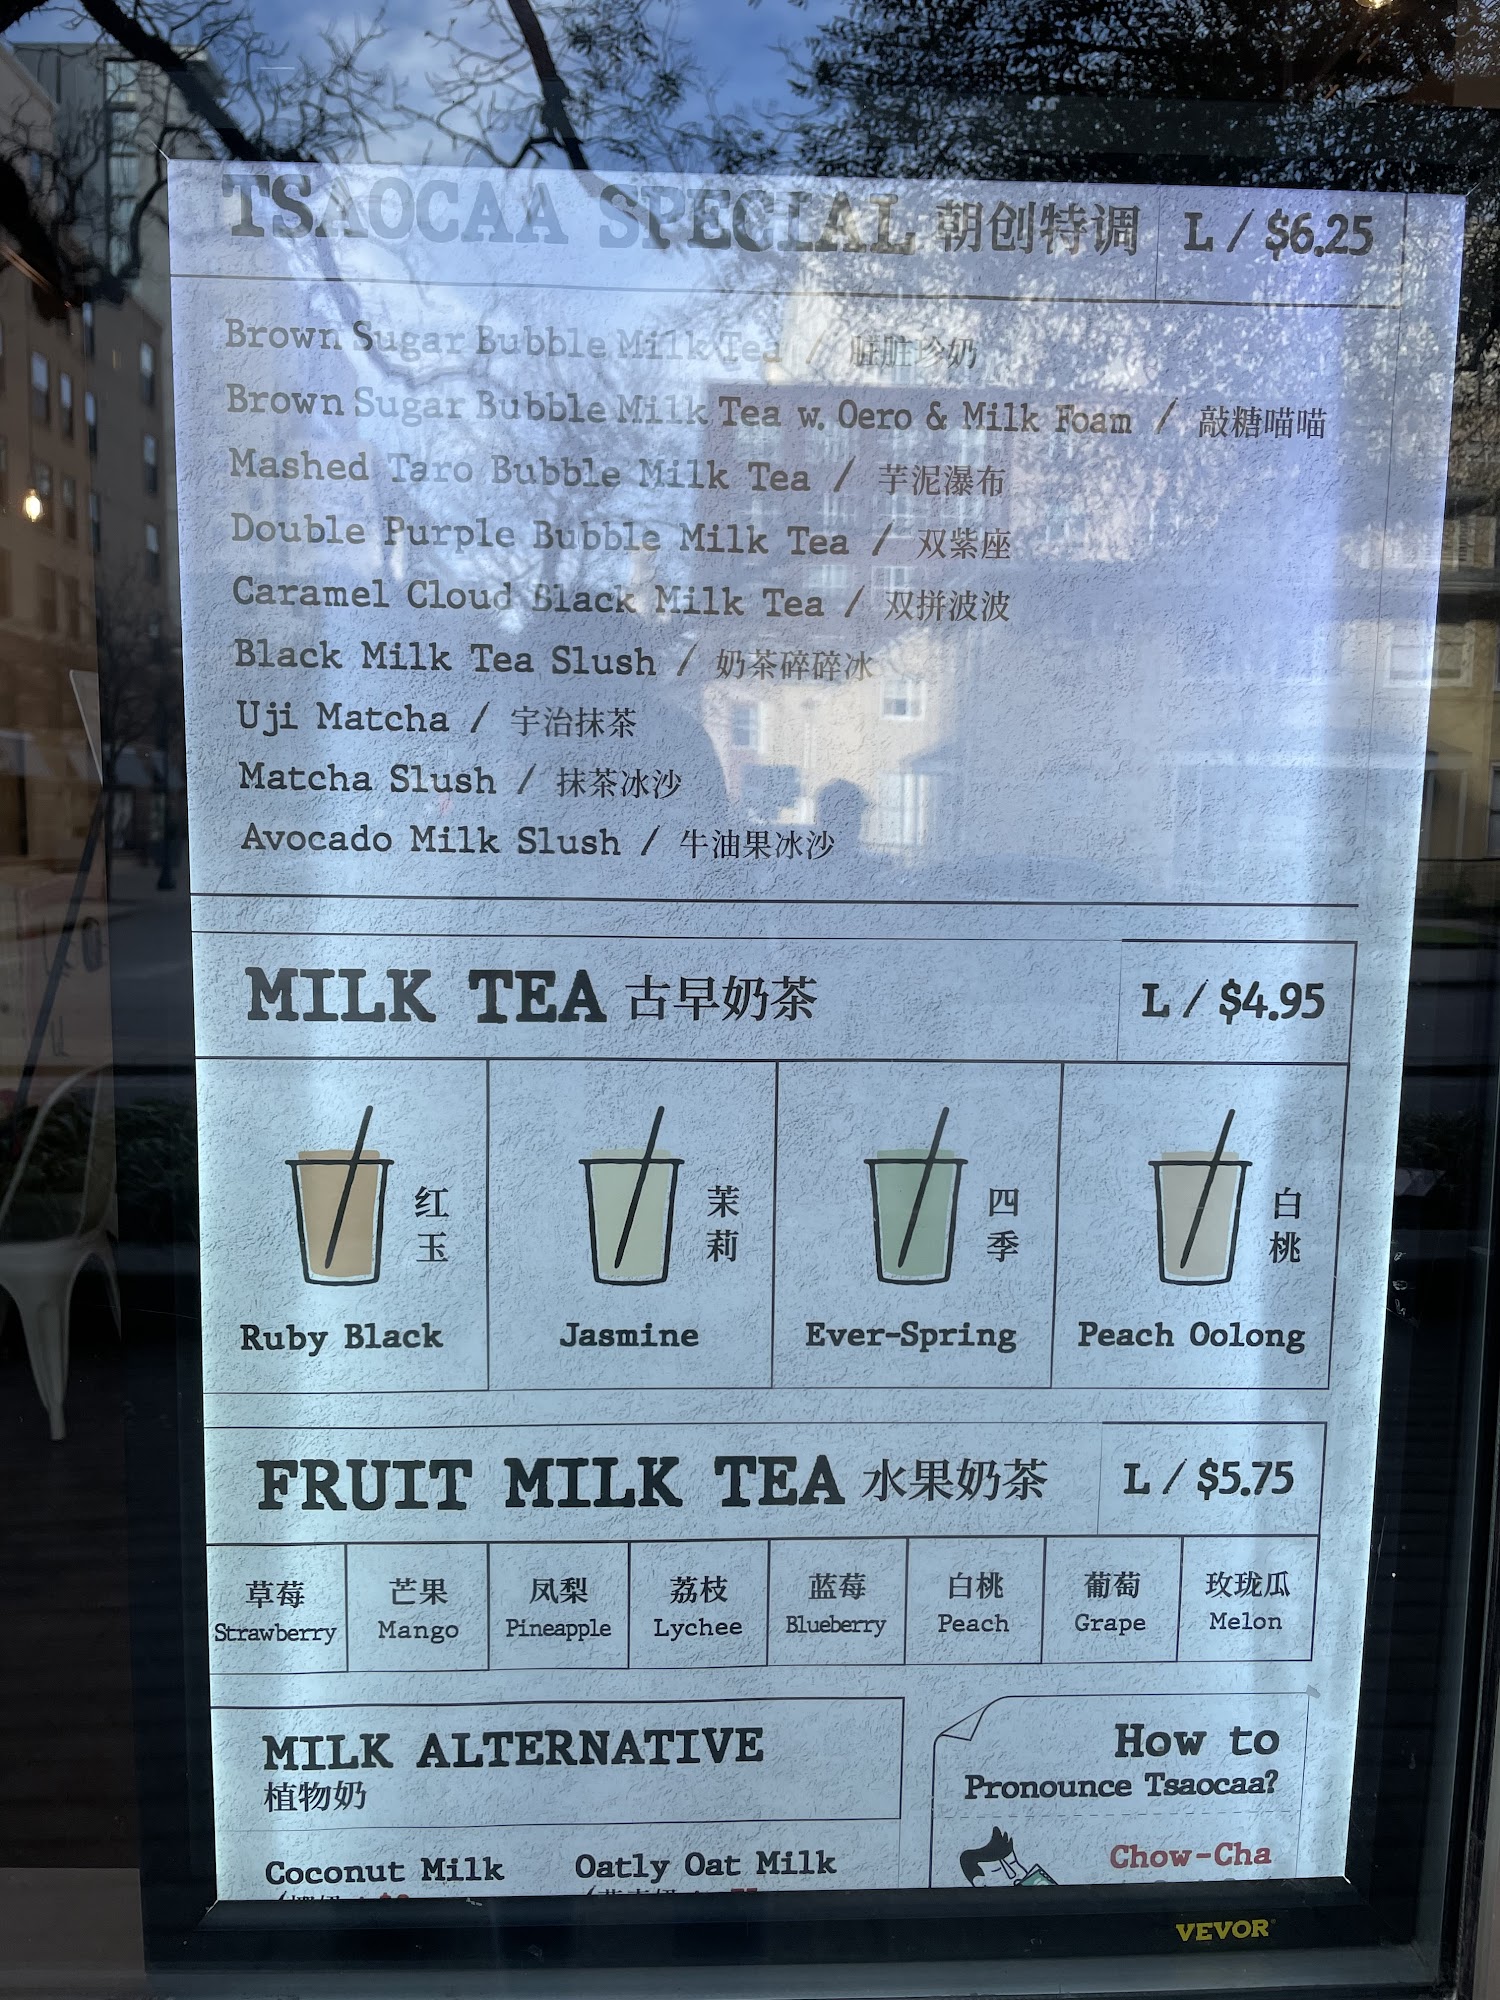 TSAOCAA SPECIAL 朝创特调 L / $6.25
Brown Sugar Bubble Milk Tea / 脏脏珍奶
Brown Sugar Bubble Milk Tea w. Oero & Milk Foam / 敲糖喵喵
Mashed Taro Bubble Milk Tea / 芋泥瀑布
Double Purple Bubble Milk Tea / 双紫座
Caramel Cloud Black Milk Tea / 双拼波波
Black Milk Tea Slush / 奶茶碎碎冰
Uji Matcha / 宇治抹茶
Matcha Slush / 抹茶冰沙
Avocado Milk Slush / 牛油果冰沙
MILK TEA 古早奶茶 L / $4.95
红玉
Ruby Black
茉莉
Jasmine
四季
Ever-Spring
白桃
Peach Oolong
FRUIT MILK TEA 水果奶茶 L / $5.75
草莓
Strawberry
芒果
Mango
凤梨
Pineapple
荔枝
Lychee
蓝莓
Blueberry
白桃
Peach
葡萄
Grape
玫珑瓜
Melon
MILK ALTERNATIVE
植物奶
Coconut Milk
Oatly Oat Milk
How to
Pronounce Tsaocaa?
Chow-Cha
VEVOR